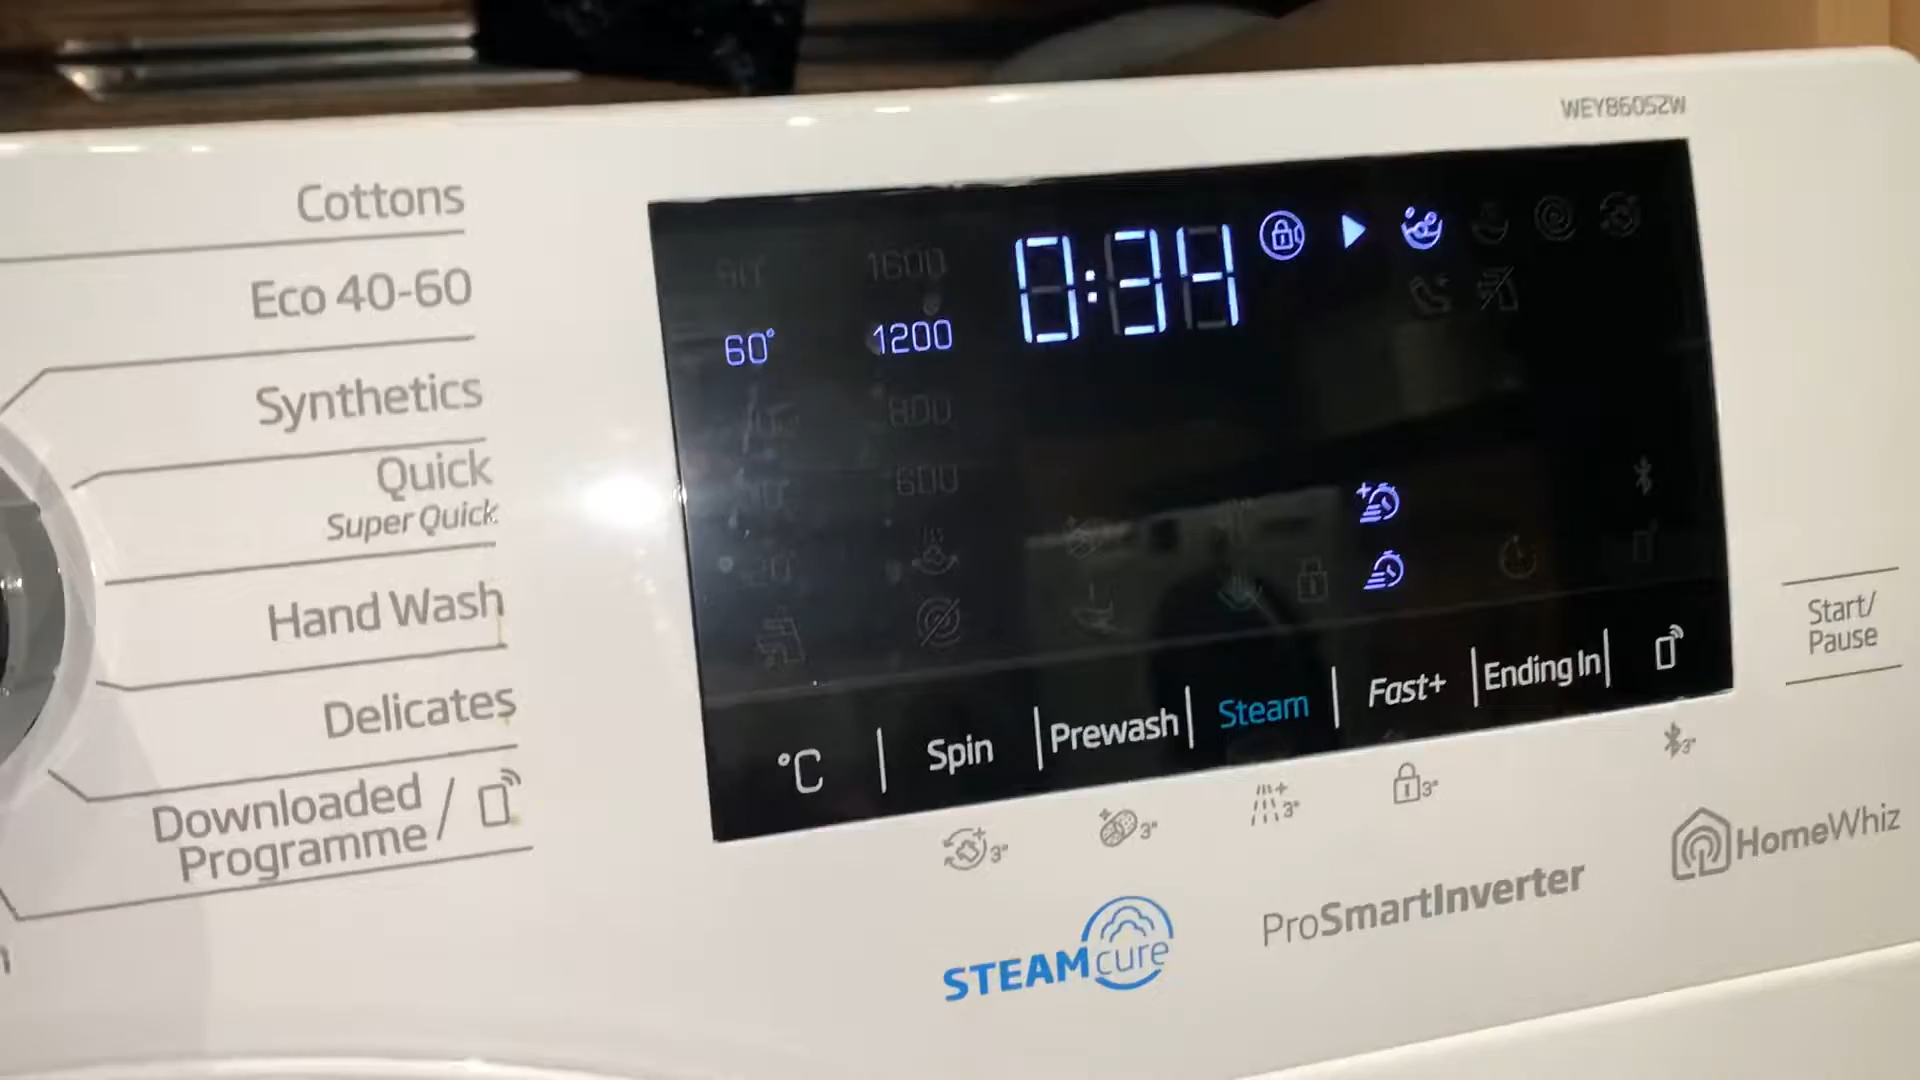 WEY86052W
Cottons
Eco 40-60
Synthetics
Quick
Super Quick
Hand Wash
Delicates
Downloaded
Programme /
1600
0:34
60°
1200
800
600
20°
°C | Spin | Prewash | Steam | Fast+ | Ending In |
Start/
Pause
3"
3"
3"
3"
3"
STEAMcure
ProSmartInverter
HomeWhiz